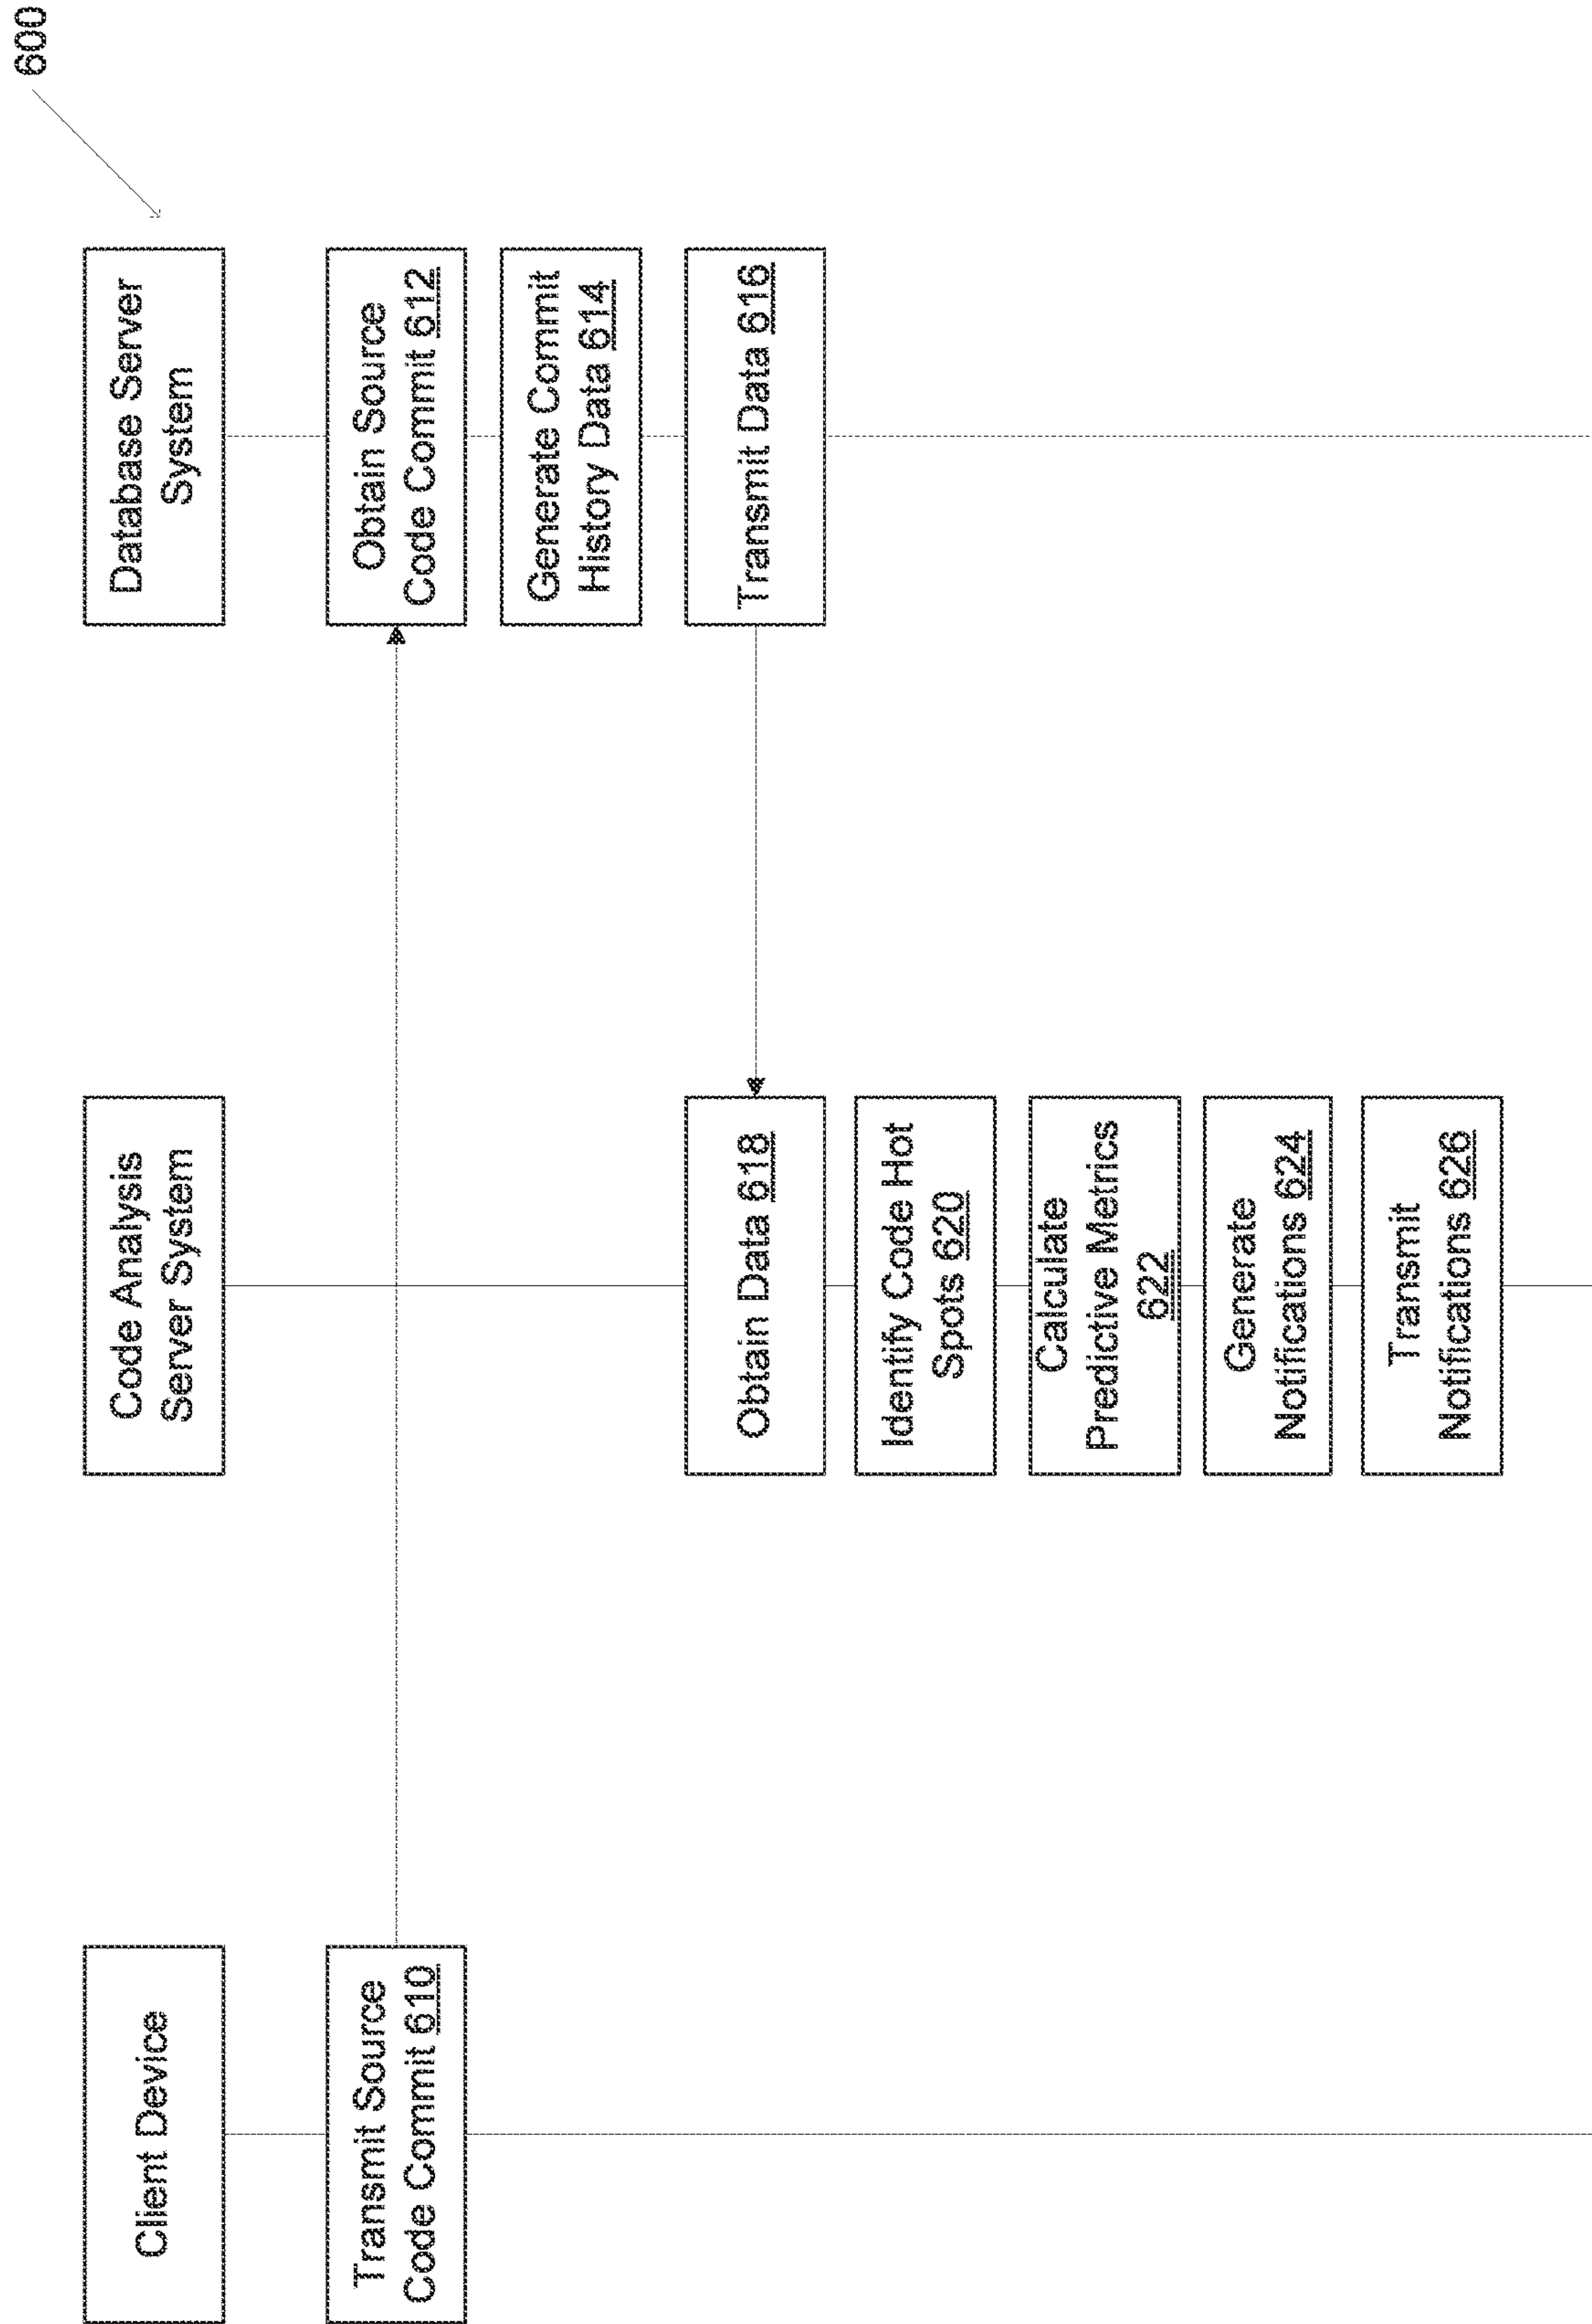 600
Client Device
Code Analysis
Server System
Database Server
System
Transmit Source
Code Commit 610
Obtain Source
Code Commit 612
Generate Commit
History Data 614
Obtain Data 618
Transmit Data 616
Identify Code Hot
Spots 620
Calculate
Predictive Metrics
622
Generate
Notifications 624
Transmit
Notifications 626